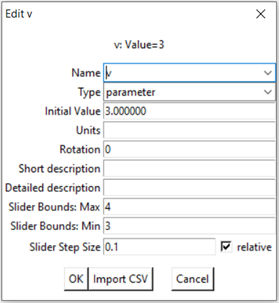 Edit v
v: Value=3
Name v
Type parameter
Initial Value 3.000000
Units
Rotation 0
Short description
Detailed description
Slider Bounds: Max 4
Slider Bounds: Min 3
Slider Step Size 0.1 relative
OK Import CSV Cancel